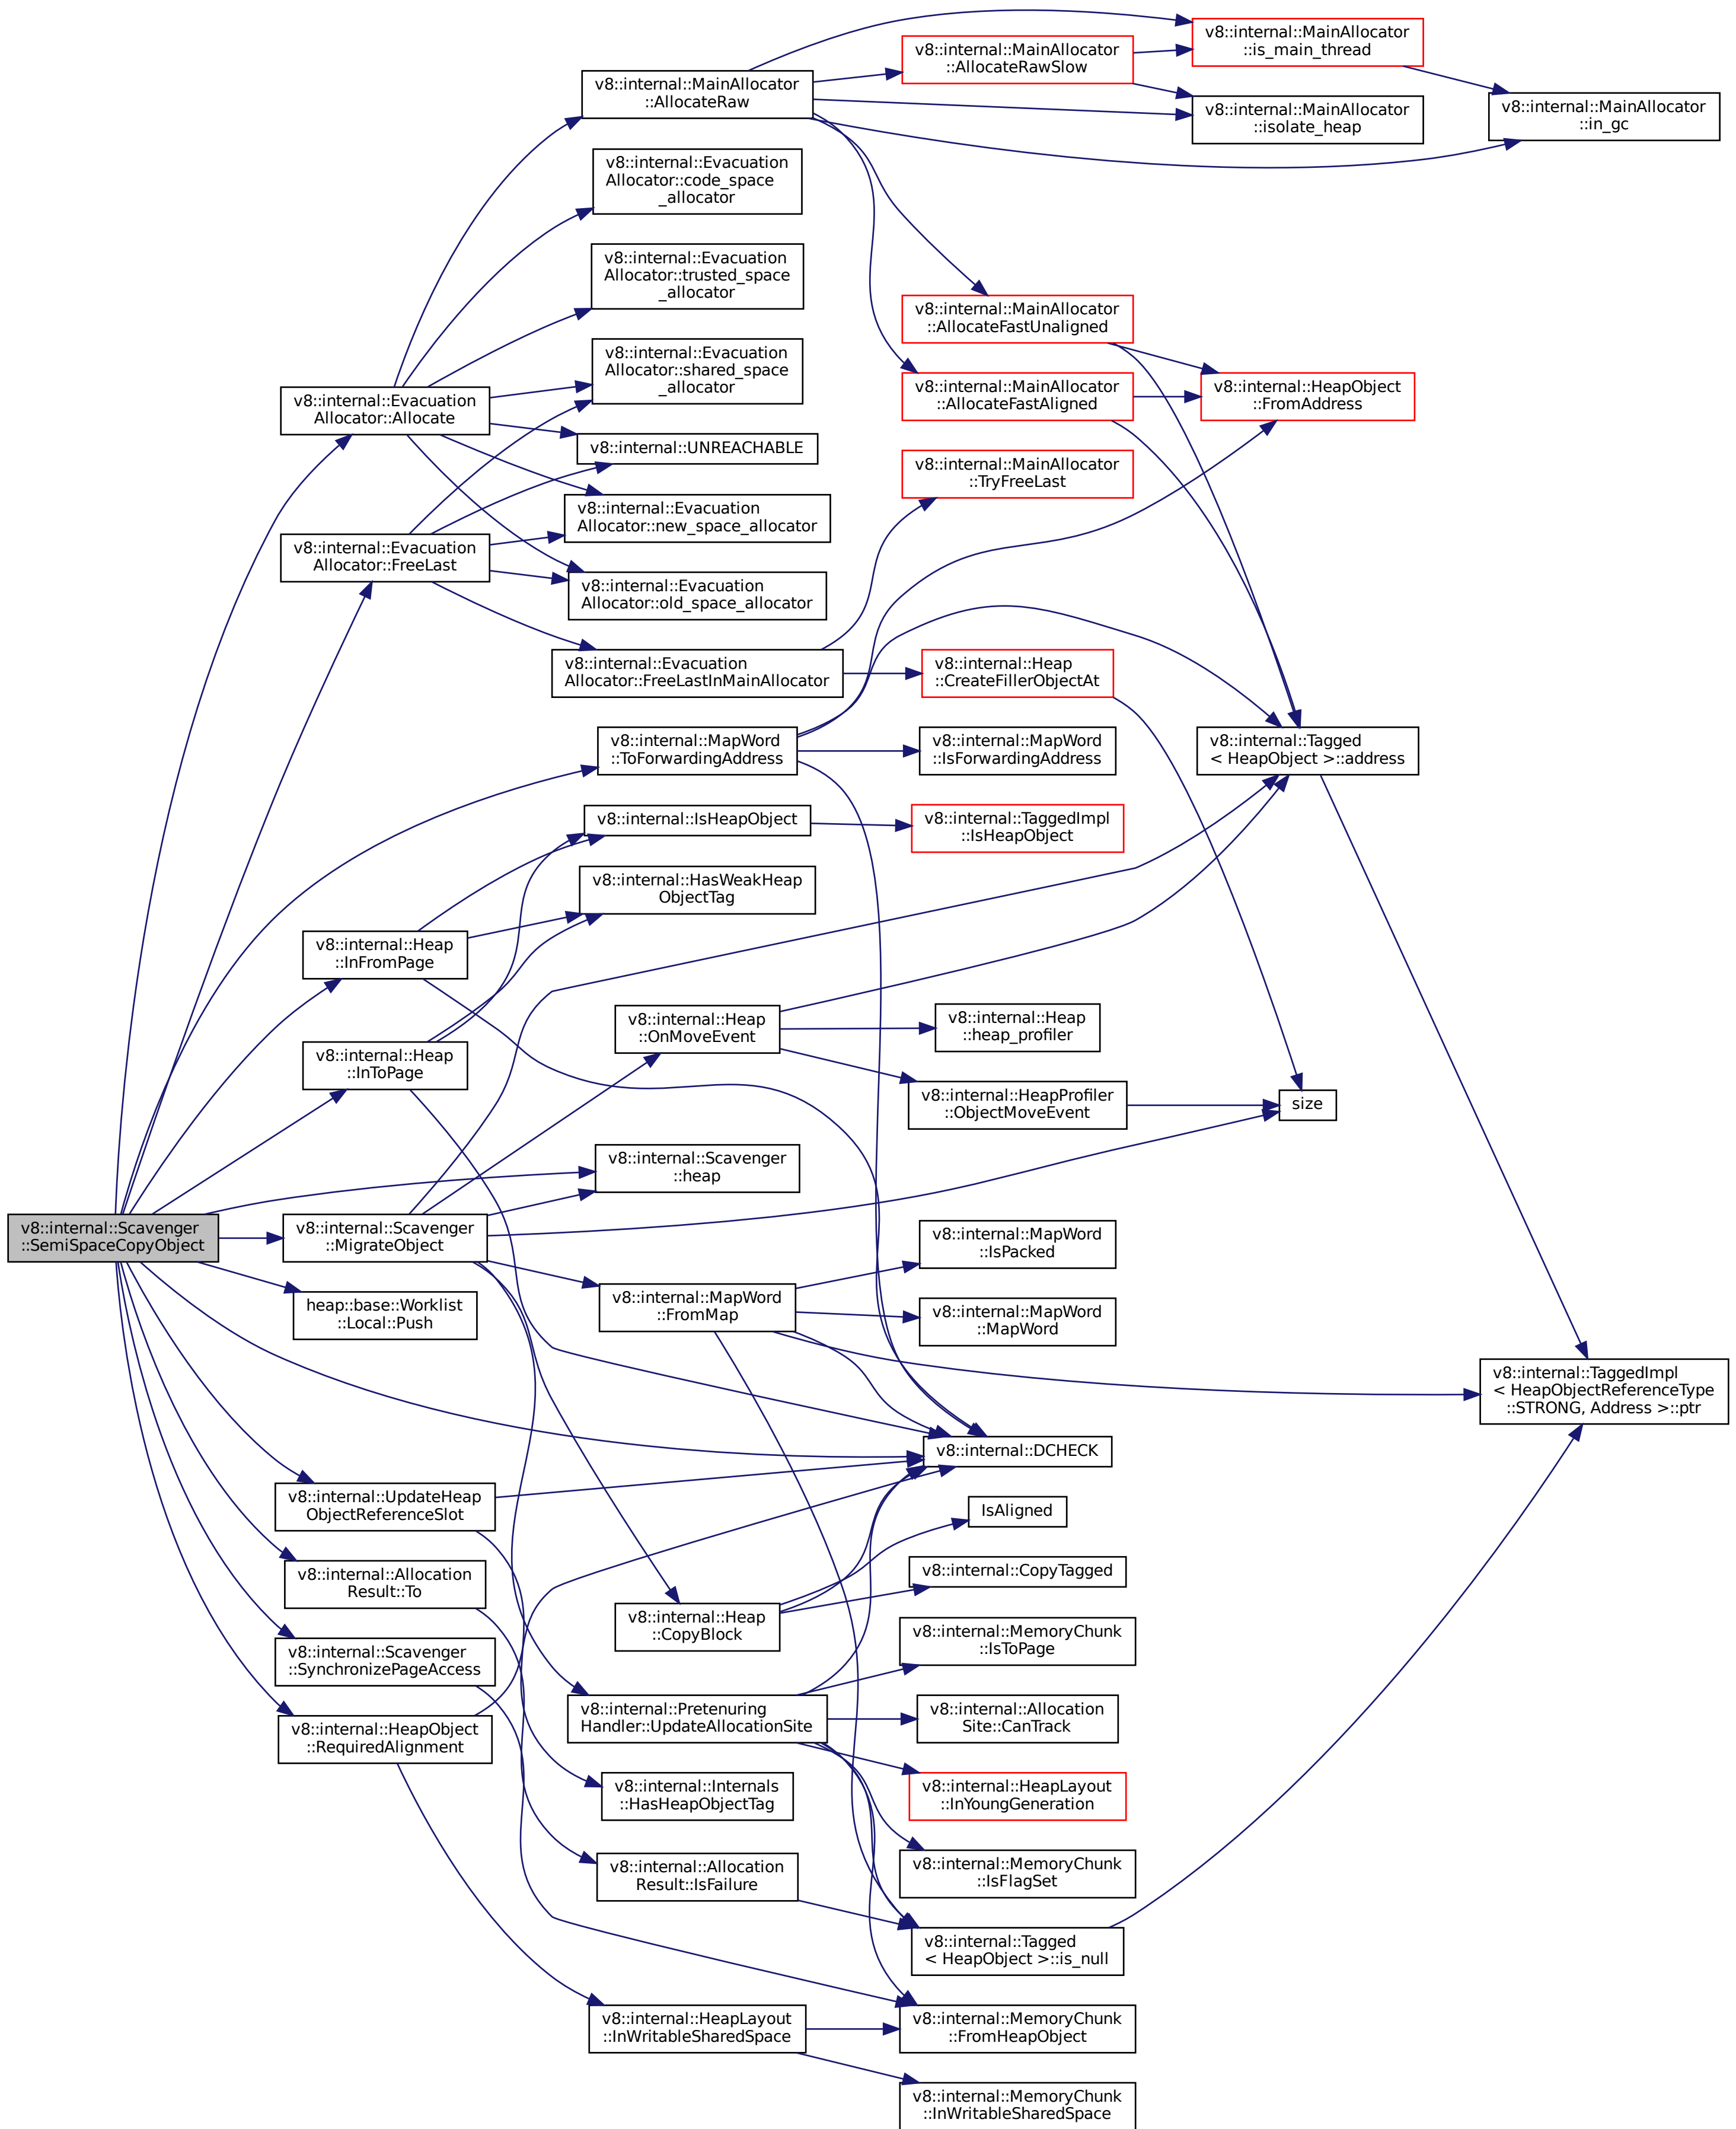 v8::internal::Scavenger
::SemiSpaceCopyObject
v8::internal::Evacuation
Allocator::Allocate
v8::internal::Evacuation
Allocator::FreeLast
v8::internal::Heap
::InFromPage
v8::internal::Heap
::InToPage
v8::internal::Scavenger
::MigrateObject
heap::base::Worklist
::Local::Push
v8::internal::UpdateHeap
ObjectReferenceSlot
v8::internal::Allocation
Result::To
v8::internal::Scavenger
::SynchronizePageAccess
v8::internal::HeapObject
::RequiredAlignment
v8::internal::MainAllocator
::AllocateRaw
v8::internal::Evacuation
Allocator::code_space
_allocator
v8::internal::Evacuation
Allocator::trusted_space
_allocator
v8::internal::Evacuation
Allocator::shared_space
_allocator
v8::internal::UNREACHABLE
v8::internal::Evacuation
Allocator::new_space_allocator
v8::internal::Evacuation
Allocator::old_space_allocator
v8::internal::Evacuation
Allocator::FreeLastInMainAllocator
v8::internal::MapWord
::ToForwardingAddress
v8::internal::IsHeapObject
v8::internal::HasWeakHeap
ObjectTag
v8::internal::Heap
::OnMoveEvent
v8::internal::Scavenger
::heap
v8::internal::MapWord
::FromMap
v8::internal::Heap
::CopyBlock
v8::internal::Pretenuring
Handler::UpdateAllocationSite
v8::internal::Internals
::HasHeapObjectTag
v8::internal::Allocation
Result::IsFailure
v8::internal::HeapLayout
::InWritableSharedSpace
v8::internal::MainAllocator
::AllocateRawSlow
v8::internal::MainAllocator
::AllocateFastUnaligned
v8::internal::MainAllocator
::AllocateFastAligned
v8::internal::MainAllocator
::TryFreeLast
v8::internal::Heap
::CreateFillerObjectAt
v8::internal::MapWord
::IsForwardingAddress
v8::internal::TaggedImpl
::IsHeapObject
v8::internal::Heap
::heap_profiler
v8::internal::HeapProfiler
::ObjectMoveEvent
v8::internal::MapWord
::IsPacked
v8::internal::MapWord
::MapWord
v8::internal::DCHECK
IsAligned
v8::internal::CopyTagged
v8::internal::MemoryChunk
::IsToPage
v8::internal::Allocation
Site::CanTrack
v8::internal::HeapLayout
::InYoungGeneration
v8::internal::MemoryChunk
::IsFlagSet
v8::internal::Tagged
< HeapObject >::is_null
v8::internal::MemoryChunk
::FromHeapObject
v8::internal::MemoryChunk
::InWritableSharedSpace
v8::internal::MainAllocator
::is_main_thread
v8::internal::MainAllocator
::isolate_heap
v8::internal::HeapObject
::FromAddress
v8::internal::Tagged
< HeapObject >::address
size
v8::internal::MainAllocator
::in_gc
v8::internal::TaggedImpl
< HeapObjectReferenceType
::STRONG, Address >::ptr